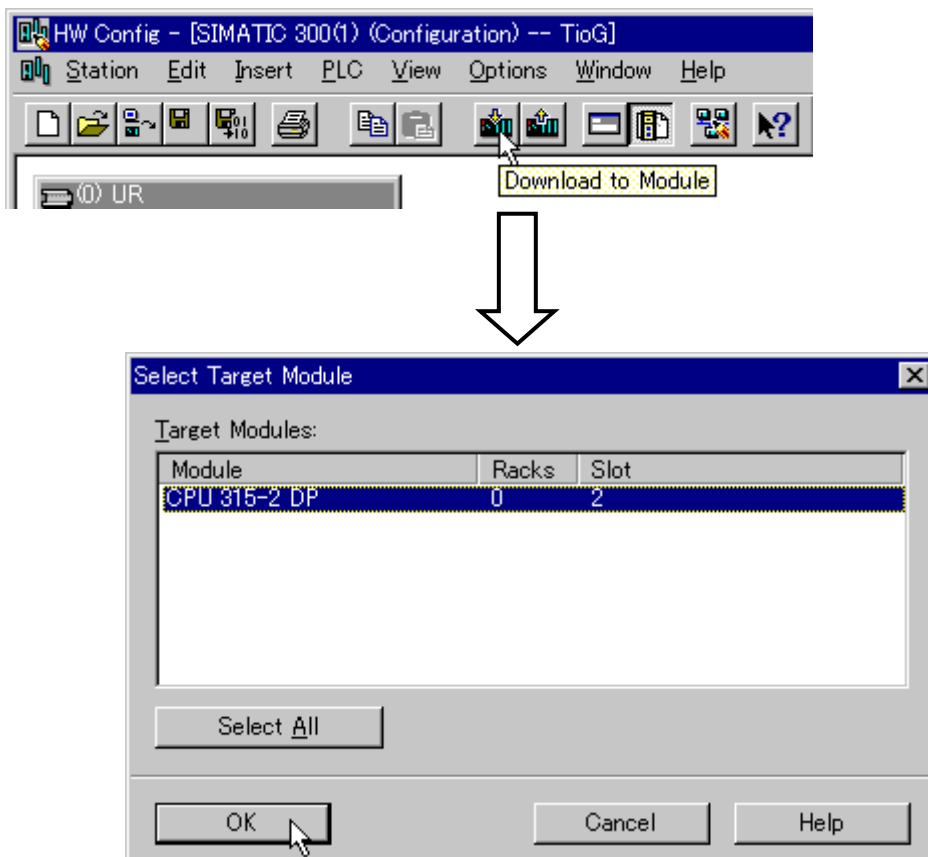 HW Config - [SIMATIC 300(1) (Configuration) -- TioG]
Station Edit Insert PLC View Options Window Help
Download to Module
(0) UR
Select Target Module
Target Modules:
Module Racks Slot
CPU 315-2 DP 0 2
Select All
OK Cancel Help